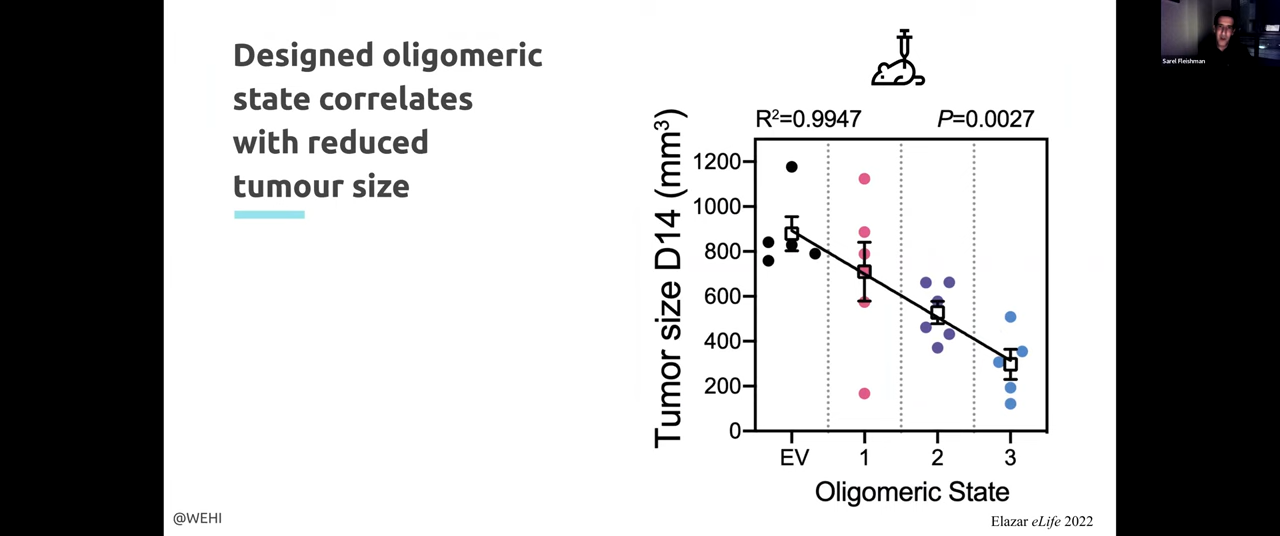 Designed oligomeric
state correlates
with reduced
tumour size
Sarel Fleishman
R²=0.9947
P=0.0027
Tumor size D14 (mm³)
1200
1000
800
600
400
200
0
EV 1 2 3
Oligomeric State
@WEHI
Elazar eLife 2022